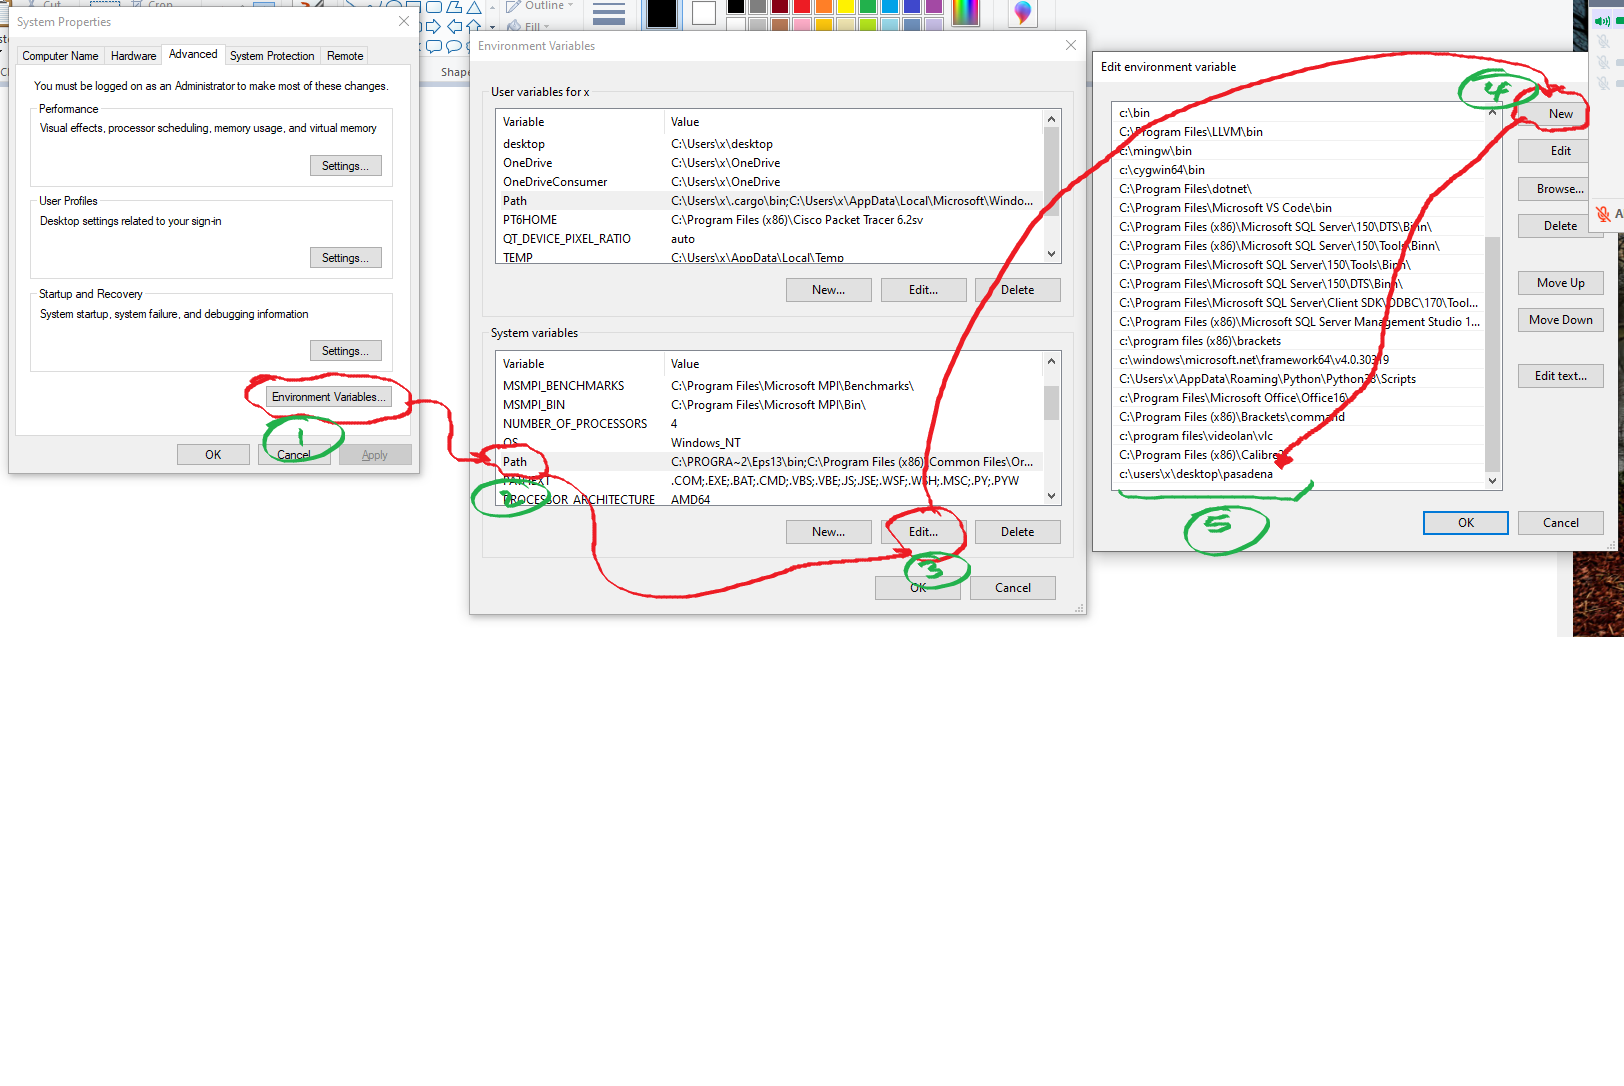 Cut
Crop
Outline
Fill
Shape
System Properties
Computer Name
Hardware
Advanced
System Protection
Remote
You must be logged on as an Administrator to make most of these changes.
Performance
Visual effects, processor scheduling, memory usage, and virtual memory
Settings...
User Profiles
Desktop settings related to your sign-in
Settings...
Startup and Recovery
System startup, system failure, and debugging information
Settings...
Environment Variables...
1
OK
Cancel
Apply
Environment Variables
User variables for x
Variable Value
desktop C:\Users\x\desktop
OneDrive C:\Users\x\OneDrive
OneDriveConsumer C:\Users\x\OneDrive
Path C:\Users\x\.cargo\bin;C:\Users\x\AppData\Local\Microsoft\Windo...
PT6HOME C:\Program Files (x86)\Cisco Packet Tracer 6.2sv
QT_DEVICE_PIXEL_RATIO auto
TEMP C:\Users\x\AppData\Local\Temp
New...
Edit...
Delete
System variables
Variable Value
MSMPI_BENCHMARKS C:\Program Files\Microsoft MPI\Benchmarks\
MSMPI_BIN C:\Program Files\Microsoft MPI\Bin\
NUMBER_OF_PROCESSORS 4
OS Windows_NT
Path C:\PROGRA~2\Eps13\bin;C:\Program Files (x86)\Common Files\Or...
PATHEXT .COM;.EXE;.BAT;.CMD;.VBS;.VBE;.JS;.JSE;.WSF;.WSH;.MSC;.PY;.PYW
PROCESSOR_ARCHITECTURE AMD64
2
New...
Edit...
Delete
3
OK
Cancel
Edit environment variable
4
c:\bin
C:\Program Files\LLVM\bin
c:\mingw\bin
c:\cygwin64\bin
C:\Program Files\dotnet\
C:\Program Files\Microsoft VS Code\bin
C:\Program Files (x86)\Microsoft SQL Server\150\DTS\Binn\
C:\Program Files (x86)\Microsoft SQL Server\150\Tools\Binn\
C:\Program Files\Microsoft SQL Server\150\Tools\Binn\
C:\Program Files\Microsoft SQL Server\150\DTS\Binn\
C:\Program Files\Microsoft SQL Server\Client SDK\ODBC\170\Tool...
C:\Program Files (x86)\Microsoft SQL Server Management Studio 1...
c:\program files (x86)\brackets
c:\windows\microsoft.net\framework64\v4.0.30319
C:\Users\x\AppData\Roaming\Python\Python38\Scripts
c:\Program Files\Microsoft Office\Office16\
C:\Program Files (x86)\Brackets\command
c:\program files\videolan\vlc
C:\Program Files (x86)\Calibre2
c:\users\x\desktop\pasadena
5
New
Edit
Browse...
Delete
Move Up
Move Down
Edit text...
OK
Cancel